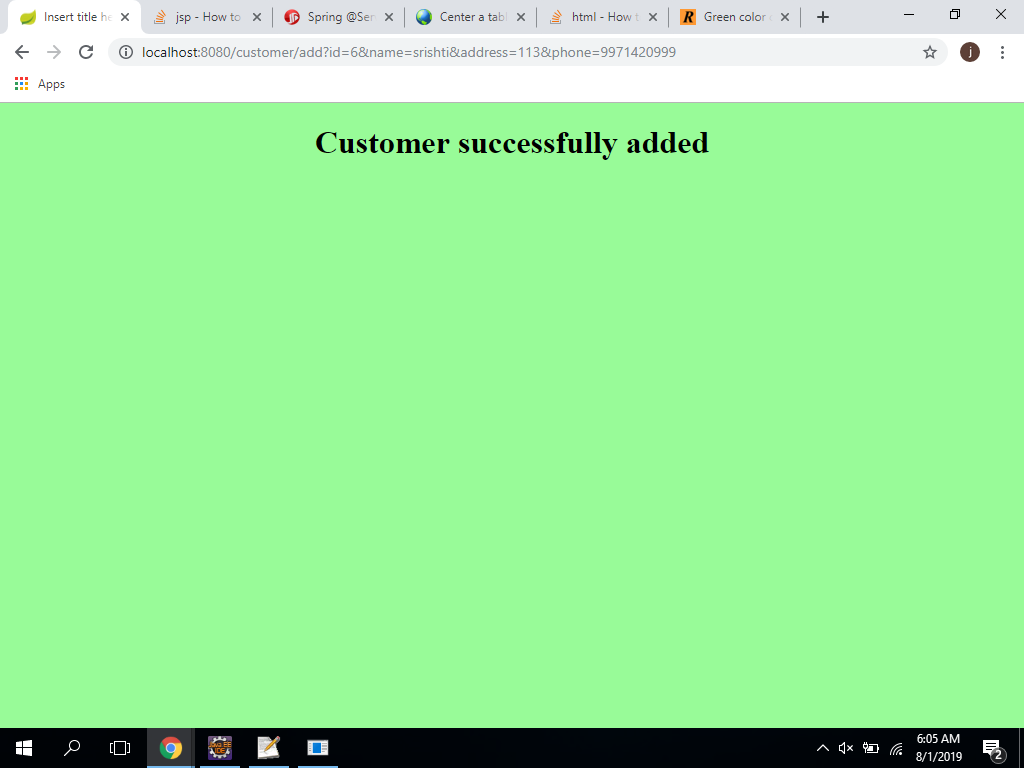 Insert title he
jsp - How to
Spring @Ser
Center a tabl
html - How t
Green color
localhost:8080/customer/add?id=6&name=srishti&address=113&phone=9971420999
j
Apps
Customer successfully added
6:05 AM
8/1/2019
2